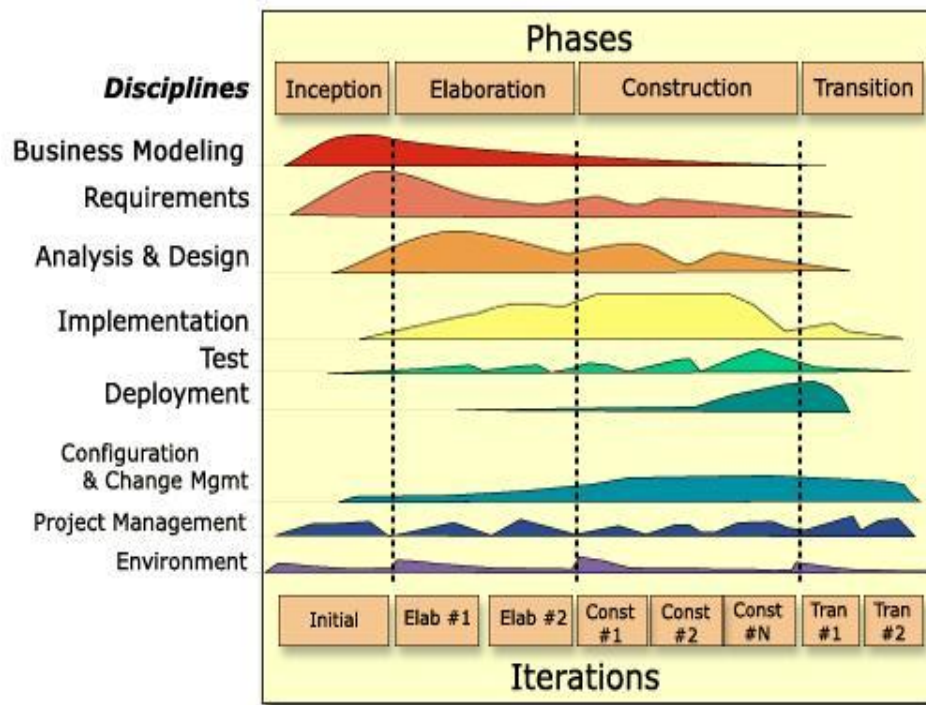 Phases
Disciplines
Inception
Elaboration
Construction
Transition
Business Modeling
Requirements
Analysis & Design
Implementation
Test
Deployment
Configuration
& Change Mgmt
Project Management
Environment
Initial
Elab #1
Elab #2
Const
#1
Const
#2
Const
#N
Tran
#1
Tran
#2
Iterations